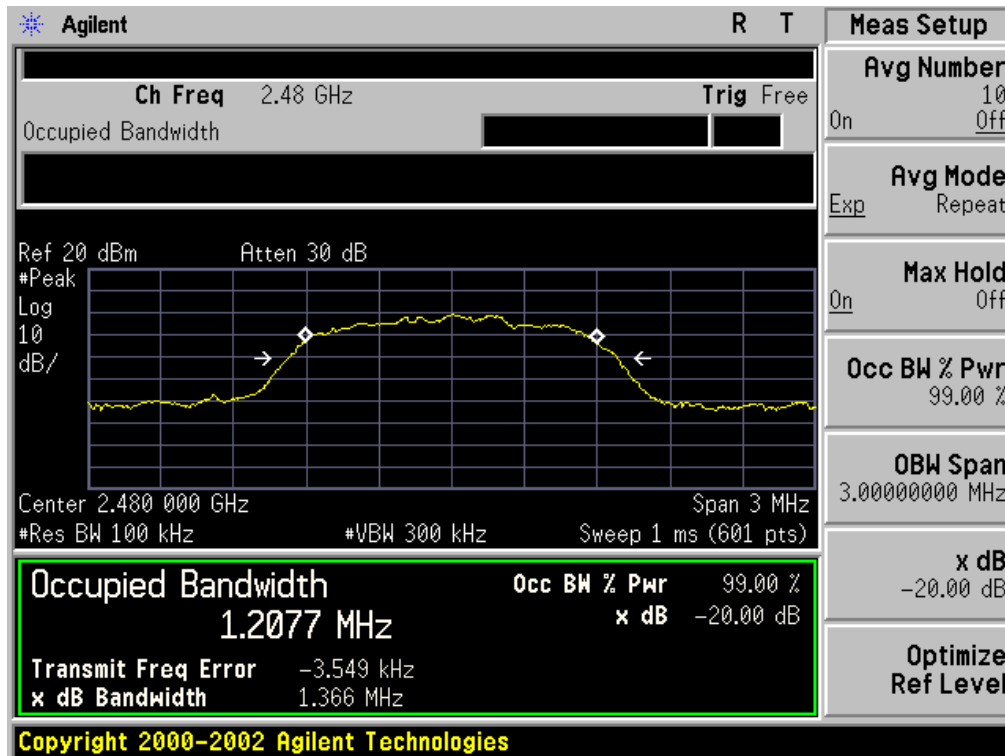 Agilent R T
Ch Freq 2.48 GHz Trig Free
Occupied Bandwidth
Ref 20 dBm Atten 30 dB
#Peak
Log
10
dB/
Center 2.480 000 GHz Span 3 MHz
#Res BW 100 kHz #VBW 300 kHz Sweep 1 ms (601 pts)
Occupied Bandwidth
1.2077 MHz
Occ BW % Pwr 99.00 %
x dB -20.00 dB
Transmit Freq Error -3.549 kHz
x dB Bandwidth 1.366 MHz
Copyright 2000-2002 Agilent Technologies
Meas Setup
Avg Number
10
On Off
Avg Mode
Exp Repeat
Max Hold
On Off
Occ BW % Pwr
99.00 %
OBW Span
3.00000000 MHz
x dB
-20.00 dB
Optimize
Ref Level